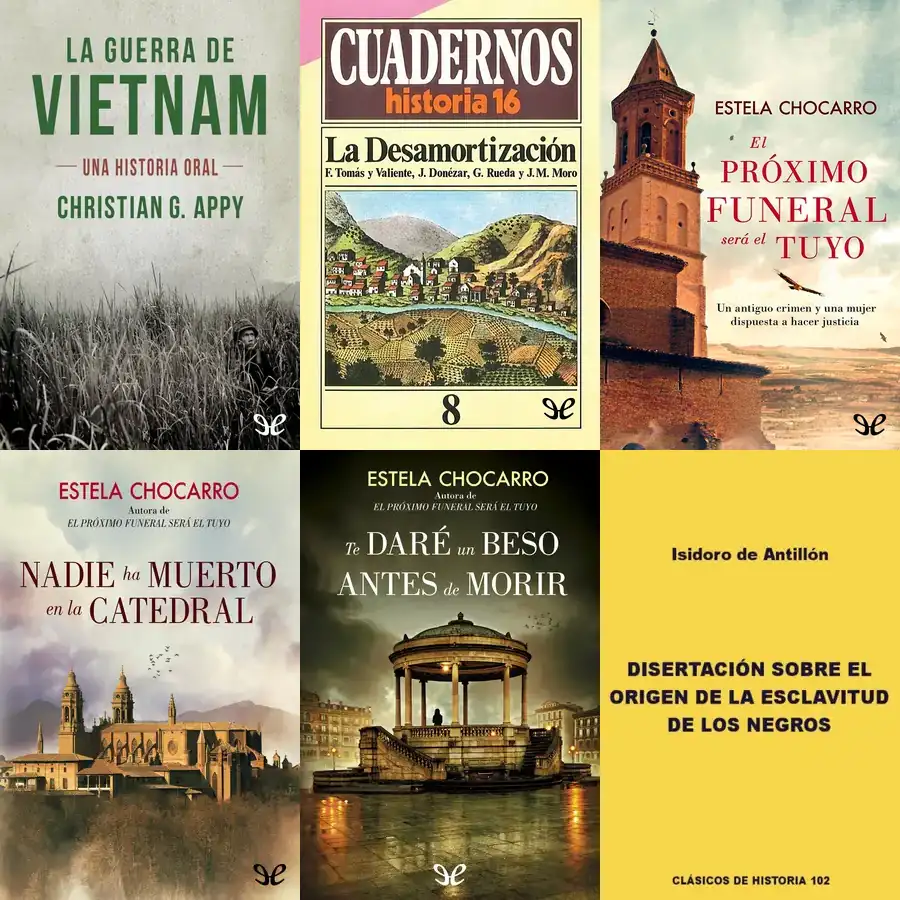 LA GUERRA DE
VIETNAM
UNA HISTORIA ORAL
CHRISTIAN G. APPY
CUADERNOS
historia 16
La Desamortización
F. Tomás y Valiente, J. Donézar, G. Rueda y J. M. Moro
8
ESTELA CHOCARRO
El
PRÓXIMO
FUNERAL
será el TUYO
Un antiguo crimen y una mujer
dispuesta a hacer justicia
ESTELA CHOCARRO
Autora de
EL PRÓXIMO FUNERAL SERÁ EL TUYO
NADIE ha MUERTO
en la CATEDRAL
ESTELA CHOCARRO
Autora de
EL PRÓXIMO FUNERAL SERÁ EL TUYO
Te DARÉ un BESO
ANTES de MORIR
Isidoro de Antillón
DISERTACIÓN SOBRE EL
ORIGEN DE LA ESCLAVITUD
DE LOS NEGROS
CLÁSICOS DE HISTORIA 102